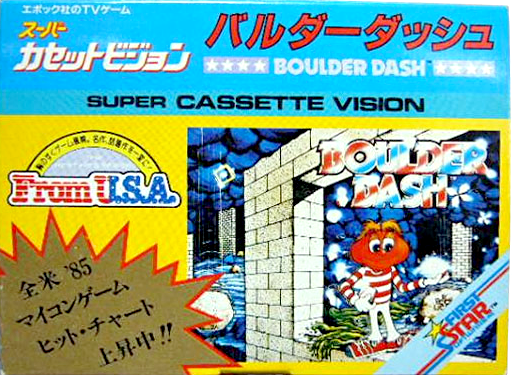 エポック社のTVゲーム
スーパー
カセットビジョン
バルダーダッシュ
BOULDER DASH™
SUPER CASSETTE VISION
From U.S.A.
BOULDER
DASH
全米'85
マイコンゲーム
ヒット・チャート
上昇中!!
FIRST
STAR